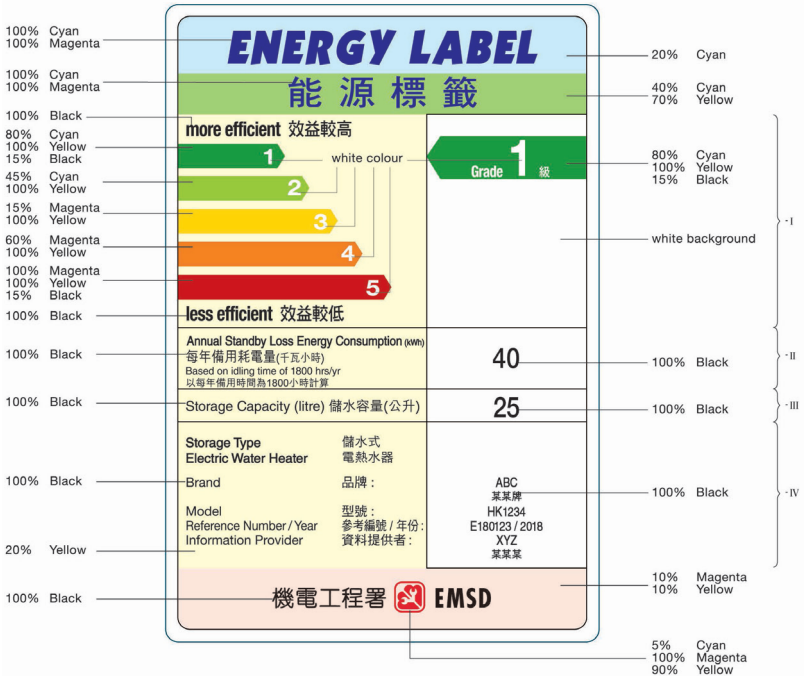 100% Cyan
100% Magenta
ENERGY LABEL
20% Cyan
100% Cyan
100% Magenta
能源標籤
40% Cyan
70% Yellow
100% Black
more efficient 效益較高
80% Cyan
100% Yellow
15% Black
1
white colour
Grade 1 級
80% Cyan
100% Yellow
15% Black
45% Cyan
100% Yellow
2
15% Magenta
100% Yellow
3
- I
60% Magenta
100% Yellow
4
white background
100% Magenta
100% Yellow
15% Black
5
100% Black
less efficient 效益較低
100% Black
Annual Standby Loss Energy Consumption (kWh)
每年備用耗電量(千瓦小時)
Based on idling time of 1800 hrs/yr
以每年備用時間為1800小時計算
40
100% Black
- II
100% Black
Storage Capacity (litre) 儲水容量(公升)
25
100% Black
- III
Storage Type 儲水式
Electric Water Heater 電熱水器
100% Black
Brand 品牌 : ABC
某某牌
100% Black
- IV
Model 型號 : HK1234
Reference Number / Year 參考編號 / 年份 : E180123 / 2018
Information Provider 資料提供者 : XYZ
某某某
20% Yellow
10% Magenta
10% Yellow
100% Black
機電工程署 EMSD
5% Cyan
100% Magenta
90% Yellow